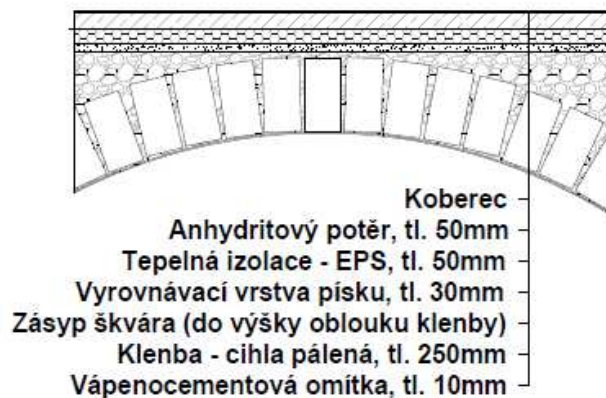 Koberec
Anhydritový potěr, tl. 50mm
Tepelná izolace - EPS, tl. 50mm
Vyrovnávací vrstva písku, tl. 30mm
Zásyp škvára (do výšky oblouku klenby)
Klenba - cihla pálená, tl. 250mm
Vápenocementová omítka, tl. 10mm